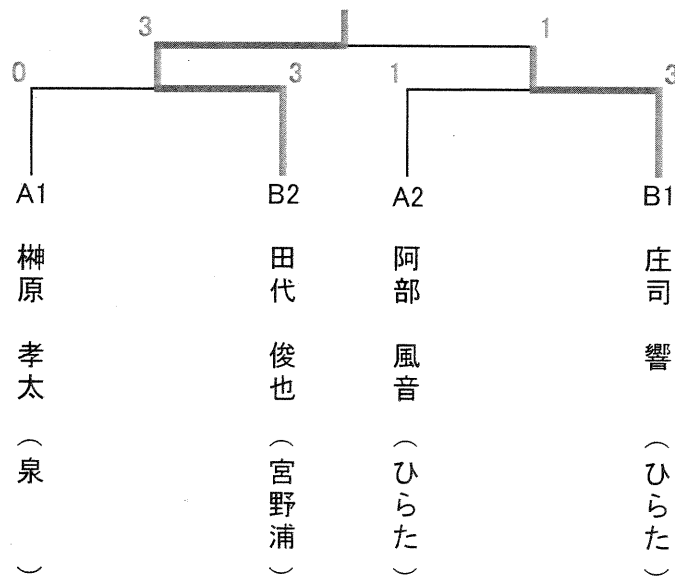 3 1
0 3 1 3
A1 B2 A2 B1
榊原 孝太 (泉)
田代 俊也 (宮野浦)
阿部 風音 (ひらた)
庄司 響 (ひらた)